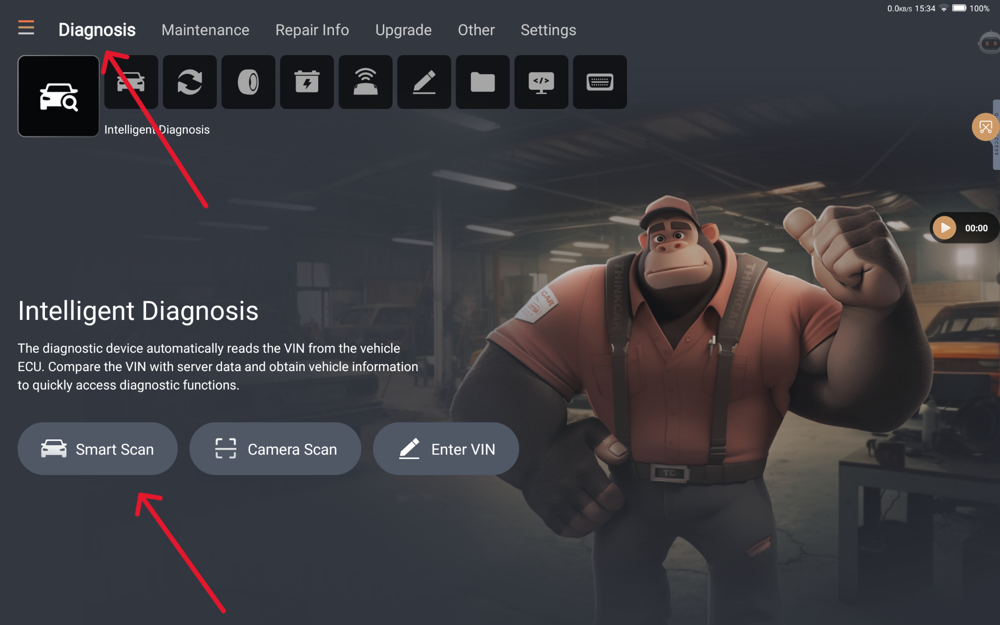 0.0KB/S 15:34 100%
Diagnosis Maintenance Repair Info Upgrade Other Settings
</>
Intelligent Diagnosis
CCESS
00:00
THINKCAR THINKCAR
CAR
Intelligent Diagnosis
The diagnostic device automatically reads the VIN from the vehicle
ECU. Compare the VIN with server data and obtain vehicle information
to quickly access diagnostic functions.
Smart Scan Camera Scan Enter VIN
TC